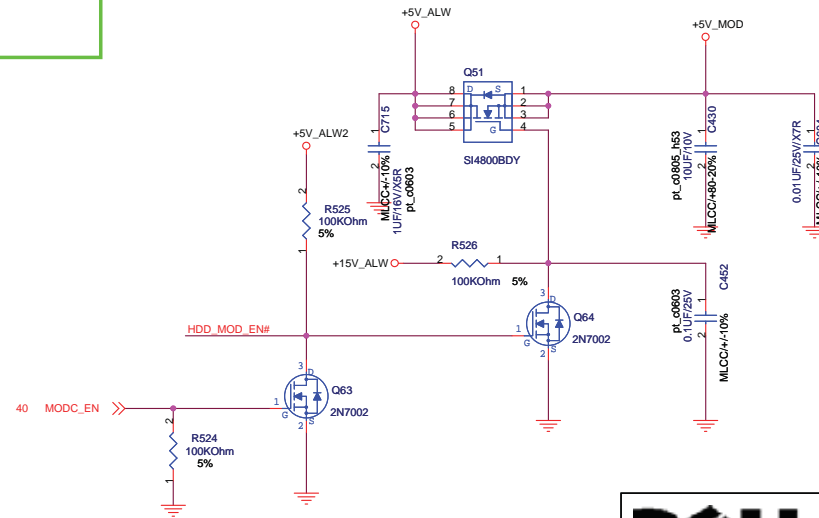 +5V_ALW
+5V_MOD
Q51
8 D S 1
7 2
6 3
5 G 4
SI4800BDY
1
C715
2
MLCC+/-10%
1UF/16V/X5R
pt_c0603
1
C430
2
pt_c0805_h53
10UF/10V
MLCC/+80-20%
1
2
0.01UF/25V/X7R
+5V_ALW2
2
R525
100KOhm
5%
1
R526
+15V_ALW
2 1
100KOhm 5%
1
C452
2
pt_c0603
0.1UF/25V
MLCC/+/-10%
3
D
Q64
1
G
2N7002
2 S
HDD_MOD_EN#
3
D
Q63
1
G
2N7002
2 S
40 MODC_EN
2
R524
100KOhm
5%
1